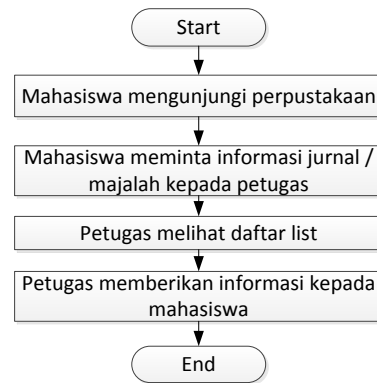 Start
Mahasiswa mengunjungi perpustakaan
Mahasiswa meminta informasi jurnal /
majalah kepada petugas
Petugas melihat daftar list
Petugas memberikan informasi kepada
mahasiswa
End